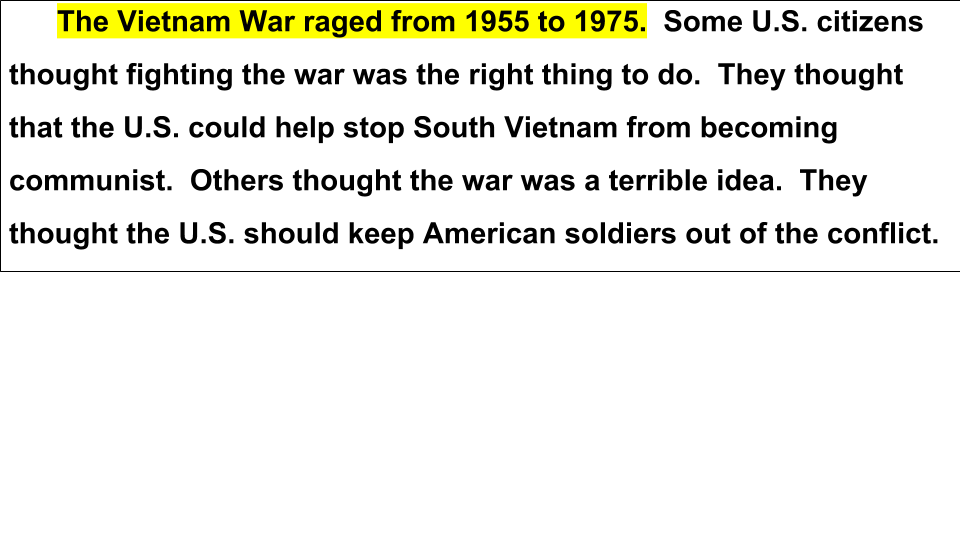 The Vietnam War raged from 1955 to 1975.  Some U.S. citizens
thought fighting the war was the right thing to do.  They thought
that the U.S. could help stop South Vietnam from becoming
communist.  Others thought the war was a terrible idea.  They
thought the U.S. should keep American soldiers out of the conflict.